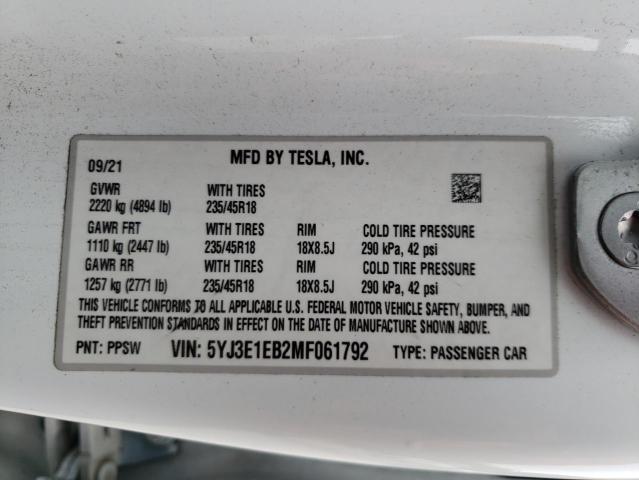 MFD BY TESLA, INC.
09/21
GVWR WITH TIRES
2220 kg (4894 lb) 235/45R18
GAWR FRT WITH TIRES RIM COLD TIRE PRESSURE
1110 kg (2447 lb) 235/45R18 18X8.5J 290 kPa, 42 psi
GAWR RR WITH TIRES RIM COLD TIRE PRESSURE
1257 kg (2771 lb) 235/45R18 18X8.5J 290 kPa, 42 psi
THIS VEHICLE CONFORMS TO ALL APPLICABLE U.S. FEDERAL MOTOR VEHICLE SAFETY, BUMPER, AND
THEFT PREVENTION STANDARDS IN EFFECT ON THE DATE OF MANUFACTURE SHOWN ABOVE.
PNT: PPSW VIN: 5YJ3E1EB2MF061792 TYPE: PASSENGER CAR